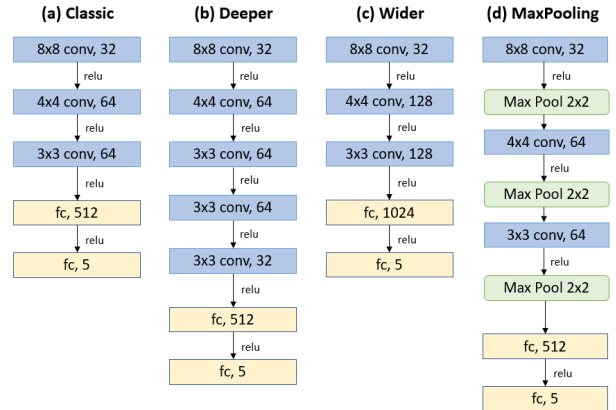 (a) Classic
8x8 conv, 32
relu
4x4 conv, 64
relu
3x3 conv, 64
relu
fc, 512
relu
fc, 5
(b) Deeper
8x8 conv, 32
relu
4x4 conv, 64
relu
3x3 conv, 64
relu
3x3 conv, 64
relu
3x3 conv, 32
relu
fc, 512
relu
fc, 5
(c) Wider
8x8 conv, 32
relu
4x4 conv, 128
relu
3x3 conv, 128
relu
fc, 1024
relu
fc, 5
(d) MaxPooling
8x8 conv, 32
relu
Max Pool 2x2
4x4 conv, 64
relu
Max Pool 2x2
3x3 conv, 64
relu
Max Pool 2x2
fc, 512
relu
fc, 5